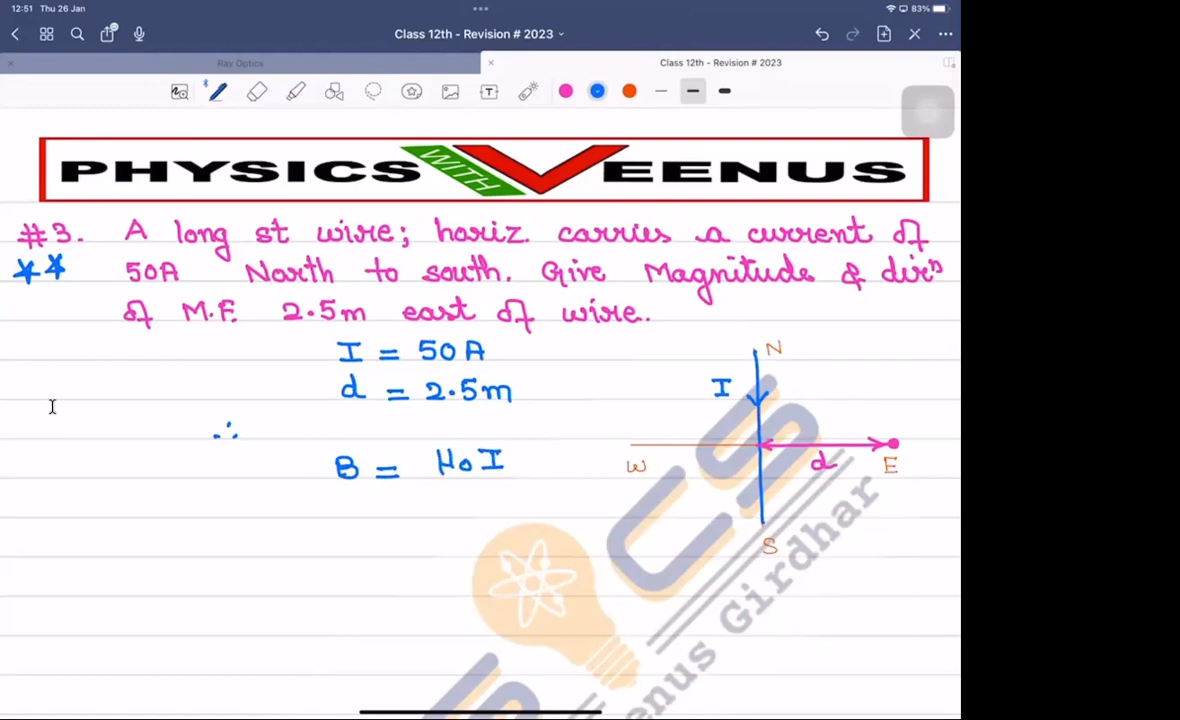 12:51 Thu 26 Jan
83%
Class 12th - Revision # 2023
Ray Optics
Class 12th - Revision # 2023
PHYSICS WITH VEENUS
#3. A long st wire; horiz. carries a current of
50A North to south. Give Magnitude & dirⁿ
of M.F. 2.5m east of wire.
I = 50A
d = 2.5m
N
I
∴
B = μ₀I
W
d
E
S
CS
Veenus Girdhar